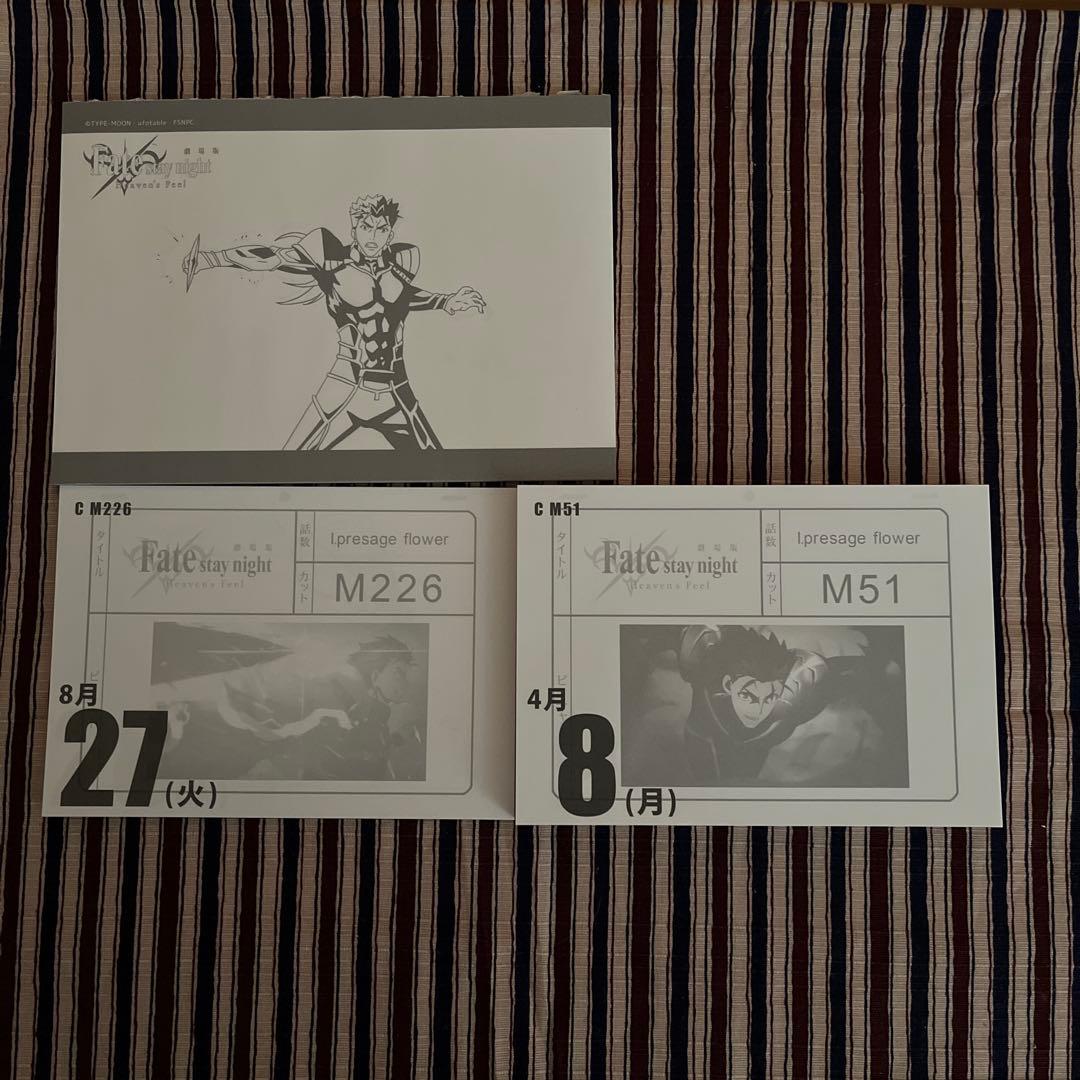 ©TYPE-MOON・ufotable・FSNPC
劇場版
Fate
stay night
Heaven's Feel
C M226
タイトル
劇場版
Fate stay night
Heaven's Feel
話数
I.presage flower
カット
M226
ピ
8月
27(火)
C M51
タイトル
劇場版
Fate stay night
Heaven's Feel
話数
I.presage flower
カット
M51
ピ
4月
8(月)